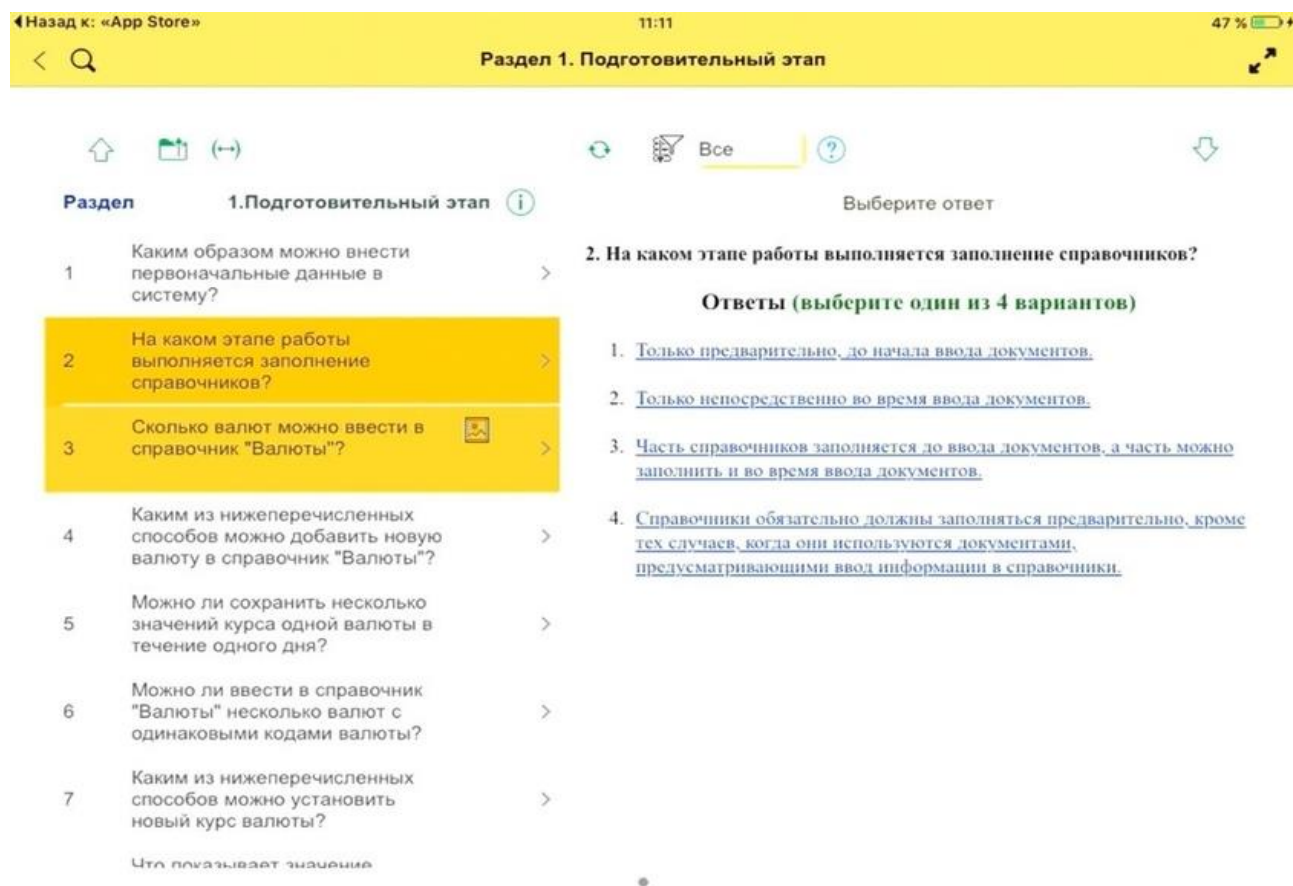 Назад к: «App Store»
11:11
47 %
Раздел 1. Подготовительный этап
Все
?
Раздел
1.Подготовительный этап
i
Выберите ответ
1
Каким образом можно внести
первоначальные данные в
систему?
2
На каком этапе работы
выполняется заполнение
справочников?
3
Сколько валют можно ввести в
справочник "Валюты"?
4
Каким из нижеперечисленных
способов можно добавить новую
валюту в справочник "Валюты"?
5
Можно ли сохранить несколько
значений курса одной валюты в
течение одного дня?
6
Можно ли ввести в справочник
"Валюты" несколько валют с
одинаковыми кодами валюты?
7
Каким из нижеперечисленных
способов можно установить
новый курс валюты?
Что показывает значение
2. На каком этапе работы выполняется заполнение справочников?
Ответы (выберите один из 4 вариантов)
1. Только предварительно, до начала ввода документов.
2. Только непосредственно во время ввода документов.
3. Часть справочников заполняется до ввода документов, а часть можно
заполнить и во время ввода документов.
4. Справочники обязательно должны заполняться предварительно, кроме
тех случаев, когда они используются документами,
предусматривающими ввод информации в справочники.